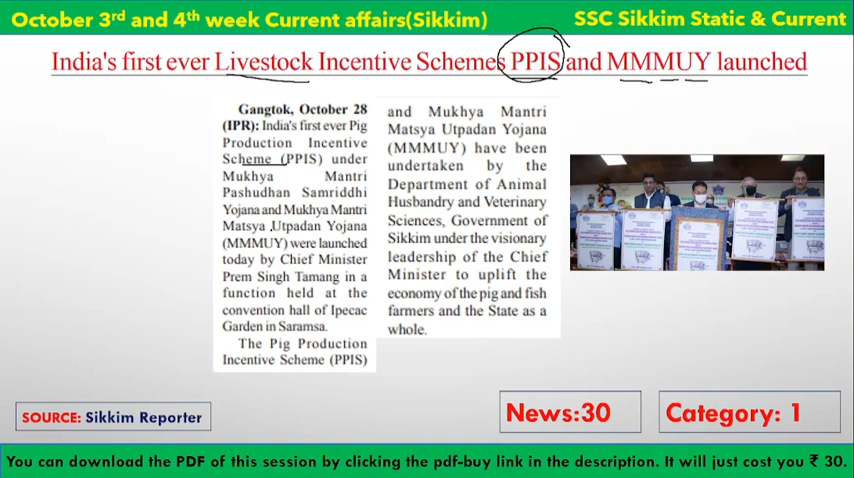 October 3rd and 4th week Current affairs(Sikkim)
SSC Sikkim Static & Current
India's first ever Livestock Incentive Schemes PPIS and MMMUY launched
Gangtok, October 28
(IPR): India's first ever Pig
Production Incentive
Scheme (PPIS) under
Mukhya Mantri
Pashudhan Samriddhi
Yojana and Mukhya Mantri
Matsya Utpadan Yojana
(MMMUY) were launched
today by Chief Minister
Prem Singh Tamang in a
function held at the
convention hall of Ipecac
Garden in Saramsa.
The Pig Production
Incentive Scheme (PPIS)
and Mukhya Mantri
Matsya Utpadan Yojana
(MMMUY) have been
undertaken by the
Department of Animal
Husbandry and Veterinary
Sciences, Government of
Sikkim under the visionary
leadership of the Chief
Minister to uplift the
economy of the pig and fish
farmers and the State as a
whole.
SOURCE: Sikkim Reporter
News:30
Category: 1
You can download the PDF of this session by clicking the pdf-buy link in the description. It will just cost you ₹ 30.